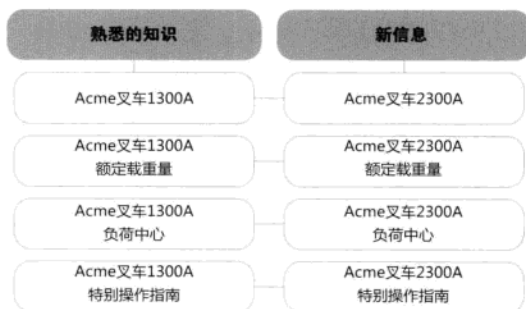 熟悉的知识
新信息
Acme叉车1300A
Acme叉车2300A
Acme叉车1300A
额定载重量
Acme叉车2300A
额定载重量
Acme叉车1300A
负荷中心
Acme叉车2300A
负荷中心
Acme叉车1300A
特别操作指南
Acme叉车2300A
特别操作指南